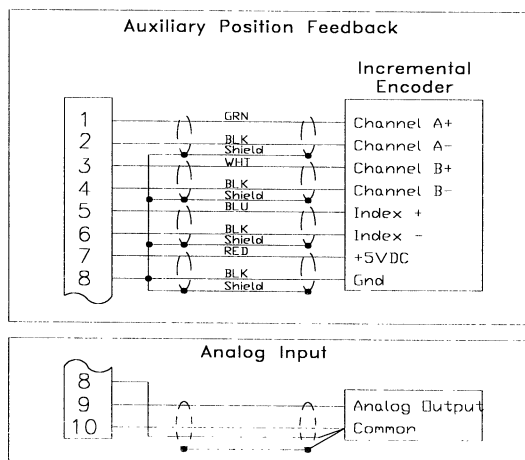 Auxiliary Position Feedback
Incremental
Encoder
1 GRN Channel A+
2 BLK Channel A-
Shield
3 WHI Channel B+
4 BLK Channel B-
Shield
5 BLU Index +
6 BLK Index -
Shield
7 RED +5VDC
8 BLK Gnd
Shield
Analog Input
8
9 Analog Output
10 Common